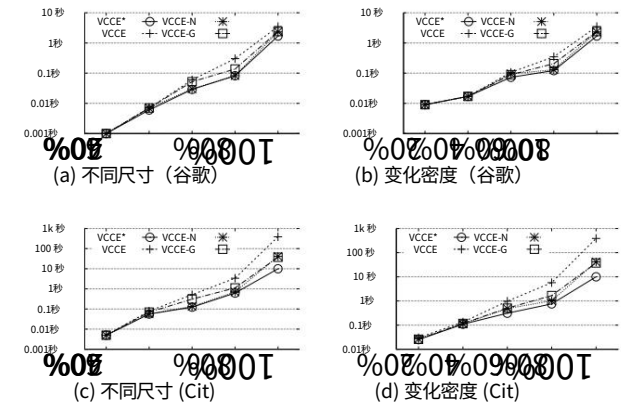 10 秒
VCCE* VCCE-N
VCCE VCCE-G
1秒
0.1秒
0.01秒
0.001秒
(a) 不同尺寸（谷歌）
10 秒
VCCE* VCCE-N
VCCE VCCE-G
1秒
0.1秒
0.01秒
0.001秒
(b) 变化密度（谷歌）
1k 秒
VCCE* VCCE-N
VCCE VCCE-G
100 秒
10 秒
1秒
0.1秒
0.01秒
0.001秒
100%
(c) 不同尺寸 (Cit)
1k 秒
VCCE* VCCE-N
VCCE VCCE-G
100 秒
10 秒
1秒
0.1秒
0.01秒
(d) 变化密度 (Cit)